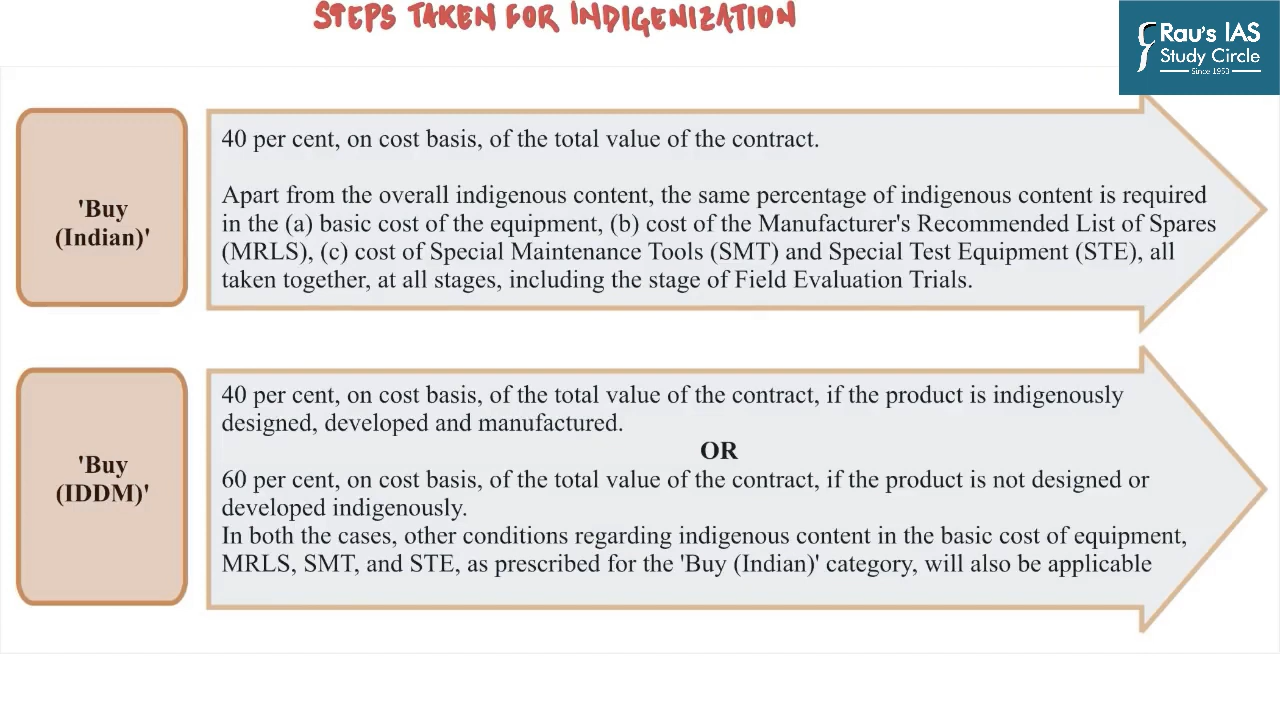 STEPS TAKEN FOR INDIGENIZATION
Rau's IAS
Study Circle
Since 1953
'Buy
(Indian)'
40 per cent, on cost basis, of the total value of the contract.
Apart from the overall indigenous content, the same percentage of indigenous content is required
in the (a) basic cost of the equipment, (b) cost of the Manufacturer's Recommended List of Spares
(MRLS), (c) cost of Special Maintenance Tools (SMT) and Special Test Equipment (STE), all
taken together, at all stages, including the stage of Field Evaluation Trials.
'Buy
(IDDM)'
40 per cent, on cost basis, of the total value of the contract, if the product is indigenously
designed, developed and manufactured.
OR
60 per cent, on cost basis, of the total value of the contract, if the product is not designed or
developed indigenously.
In both the cases, other conditions regarding indigenous content in the basic cost of equipment,
MRLS, SMT, and STE, as prescribed for the 'Buy (Indian)' category, will also be applicable